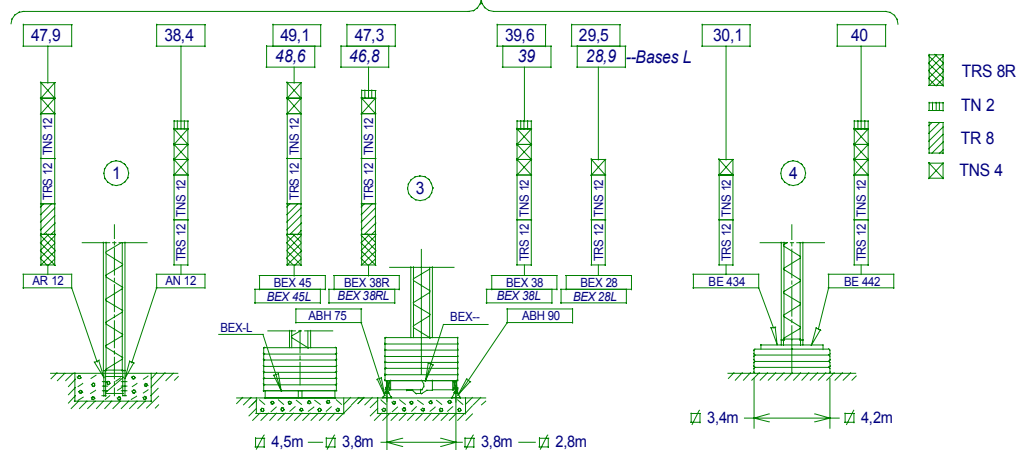 47,9 38,4 49,1 47,3 39,6 29,5 30,1 40
48,6 46,8 39 28,9 --Bases L
TRS 8R
TN 2
TR 8
TNS 4
TNS 12 TNS 12 TNS 12
TRS 12 TNS 12 TRS 12 TRS 12 TNS 12 TNS 12 TNS 12 TNS 12
TRS 12 TRS 12 TRS 12 TRS 12 TRS 12
1 3 4
AR 12 AN 12 BEX 45 BEX 38R BEX 38 BEX 28 BE 434 BE 442
BEX 45L BEX 38RL BEX 38L BEX 28L
ABH 75 BEX-- ABH 90
BEX-L
3,4m 4,2m
4,5m 3,8m 3,8m 2,8m